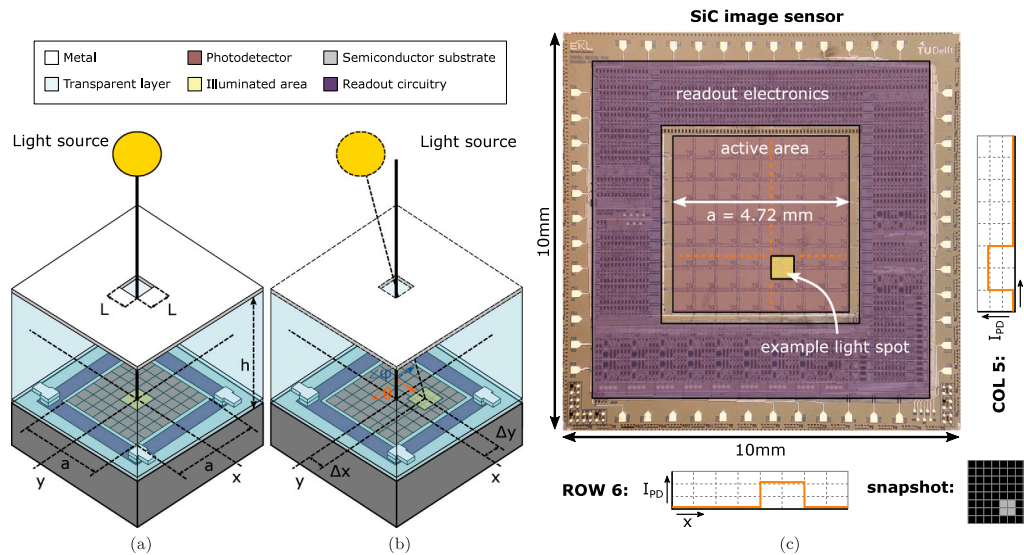 SiC image sensor
Metal
Photodetector
Semiconductor substrate
Transparent layer
Illuminated area
Readout circuitry
Light source
L
L
h
a
a
y
x
(a)
Light source
∠φ
∠θ
Δx
Δy
y
x
(b)
EKL
TUDelft
readout electronics
active area
a = 4.72 mm
example light spot
10mm
10mm
I_PD
COL 5:
ROW 6:
I_PD
x
snapshot:
(c)